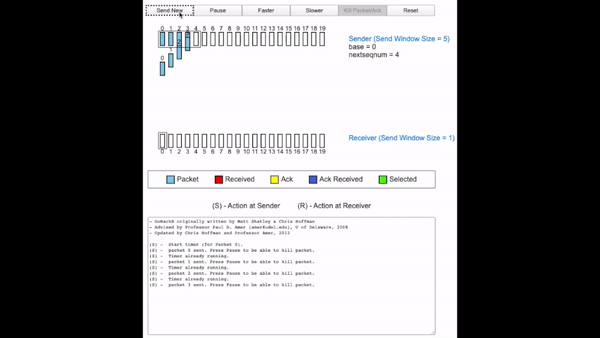 Send New Pause Faster Slower Kill Packet/Ack Reset
0 1 2 3 4 5 6 7 8 9 10 11 12 13 14 15 16 17 18 19
Sender (Send Window Size = 5)
base = 0
nextseqnum = 4
0 1 2 3
Receiver (Send Window Size = 1)
0 1 2 3 4 5 6 7 8 9 10 11 12 13 14 15 16 17 18 19
Packet Received Ack Ack Received Selected
(S) - Action at Sender (R) - Action at Receiver
- GoBackN originally written by Matt Shatley & Chris Hoffman
- Advised by Professor Paul D. Amer (amer@udel.edu), U of Delaware, 2008
- Updated by Chris Hoffman and Professor Amer, 2012
(S) - Start timer (for Packet 0).
(S) - packet 0 sent. Press Pause to be able to kill packet.
(S) - Timer already running.
(S) - packet 1 sent. Press Pause to be able to kill packet.
(S) - Timer already running.
(S) - packet 2 sent. Press Pause to be able to kill packet.
(S) - Timer already running.
(S) - packet 3 sent. Press Pause to be able to kill packet.